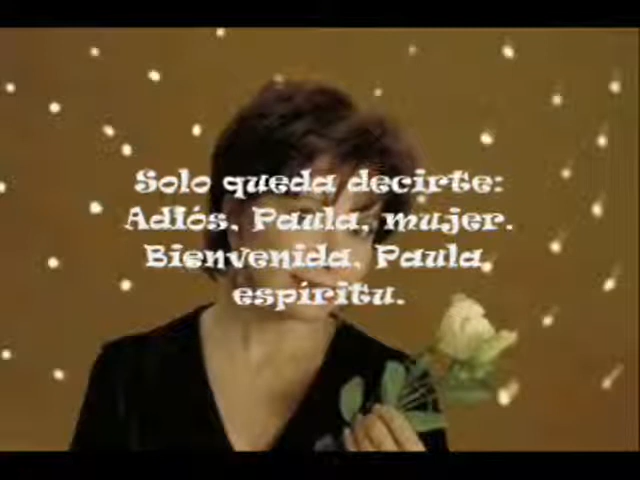 Solo queda decirte:
Adiós, Paula, mujer.
Bienvenida, Paula,
espíritu.